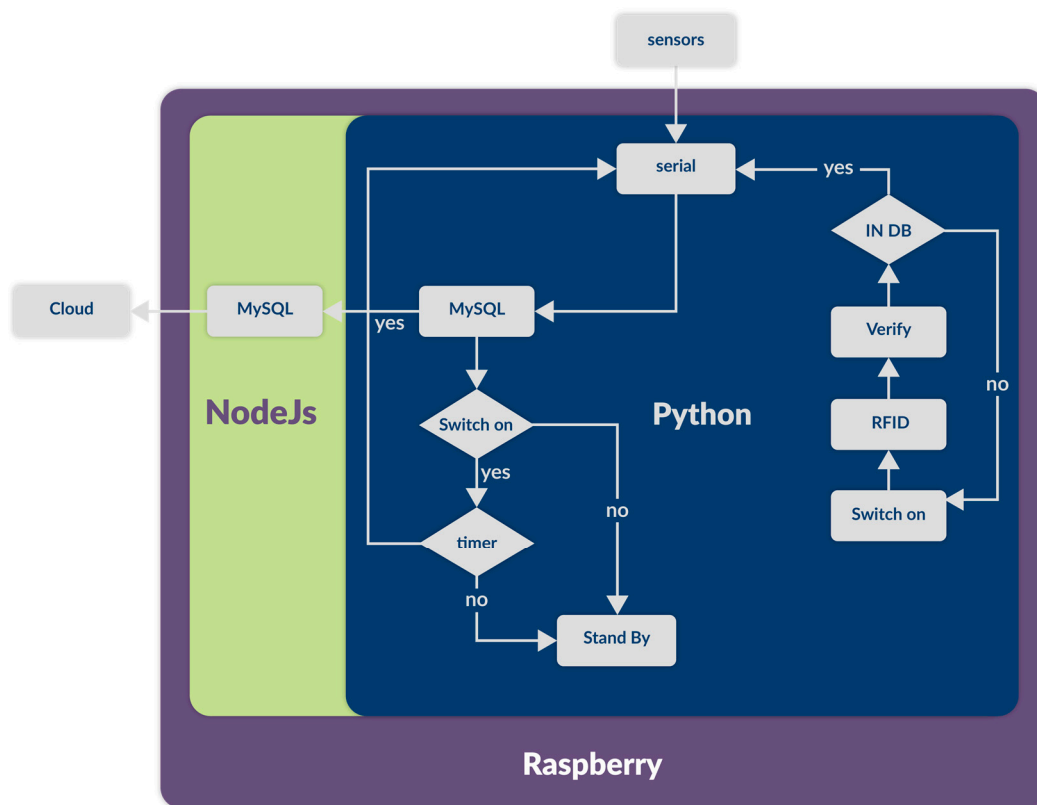 sensors
serial
yes
IN DB
Cloud
MySQL
MySQL
yes
Verify
no
NodeJs
Python
Switch on
RFID
yes
no
Switch on
timer
no
Stand By
Raspberry